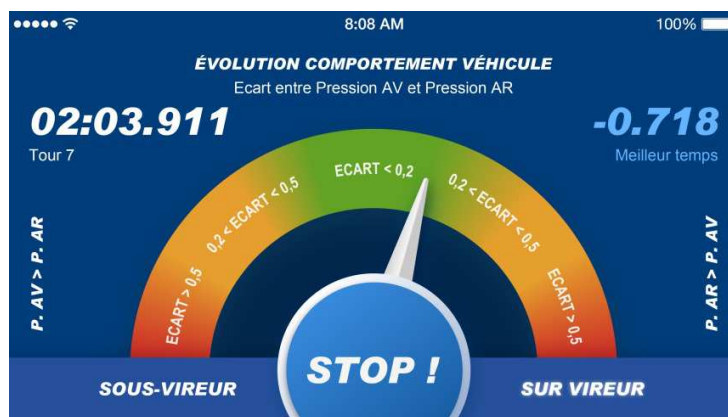 8:08 AM
100%
ÉVOLUTION COMPORTEMENT VÉHICULE
Ecart entre Pression AV et Pression AR
02:03.911
-0.718
Tour 7
Meilleur temps
P. AV > P. AR
ECART > 0,5
0,2 < ECART < 0,5
ECART < 0,2
0,2 < ECART < 0,5
ECART > 0,5
P. AR > P. AV
SOUS-VIREUR
STOP !
SUR VIREUR